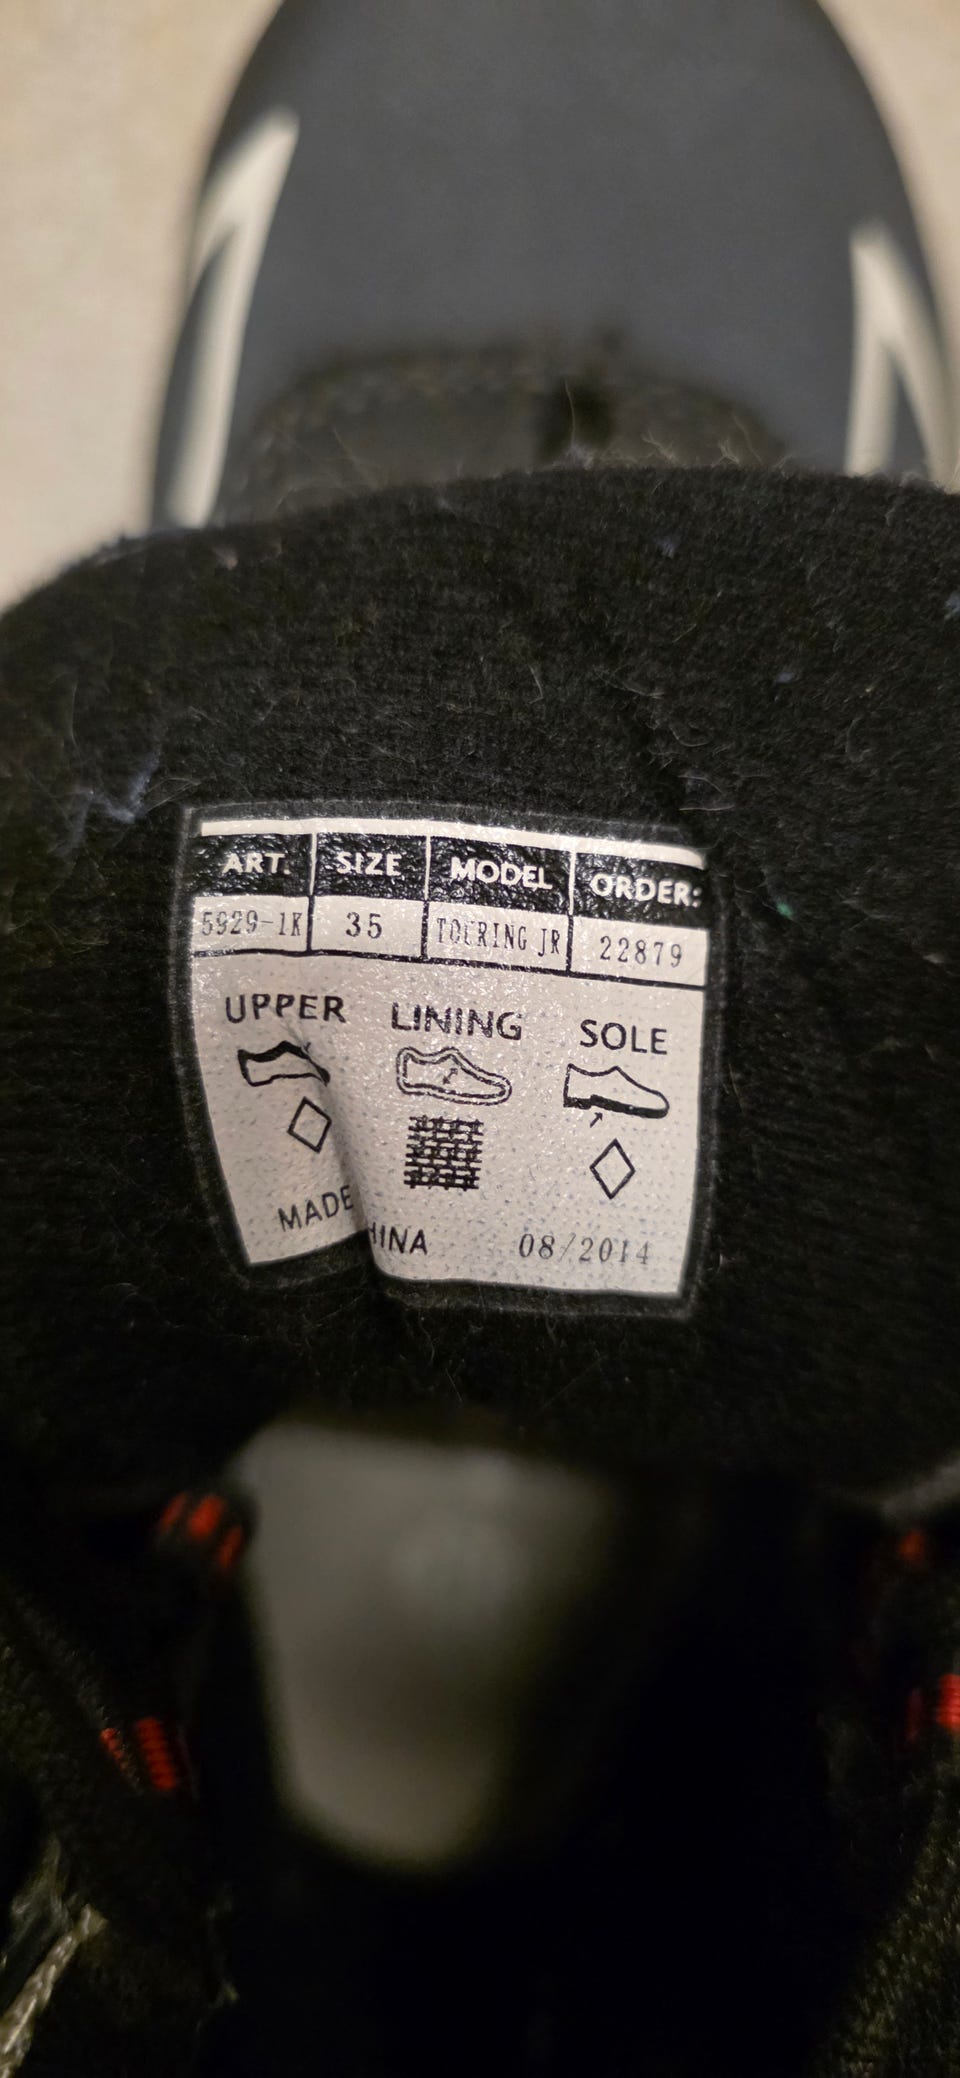 ART. SIZE MODEL ORDER:
5929-1K 35 TOURING JR 22879
UPPER LINING SOLE
MADE HINA 08/2014